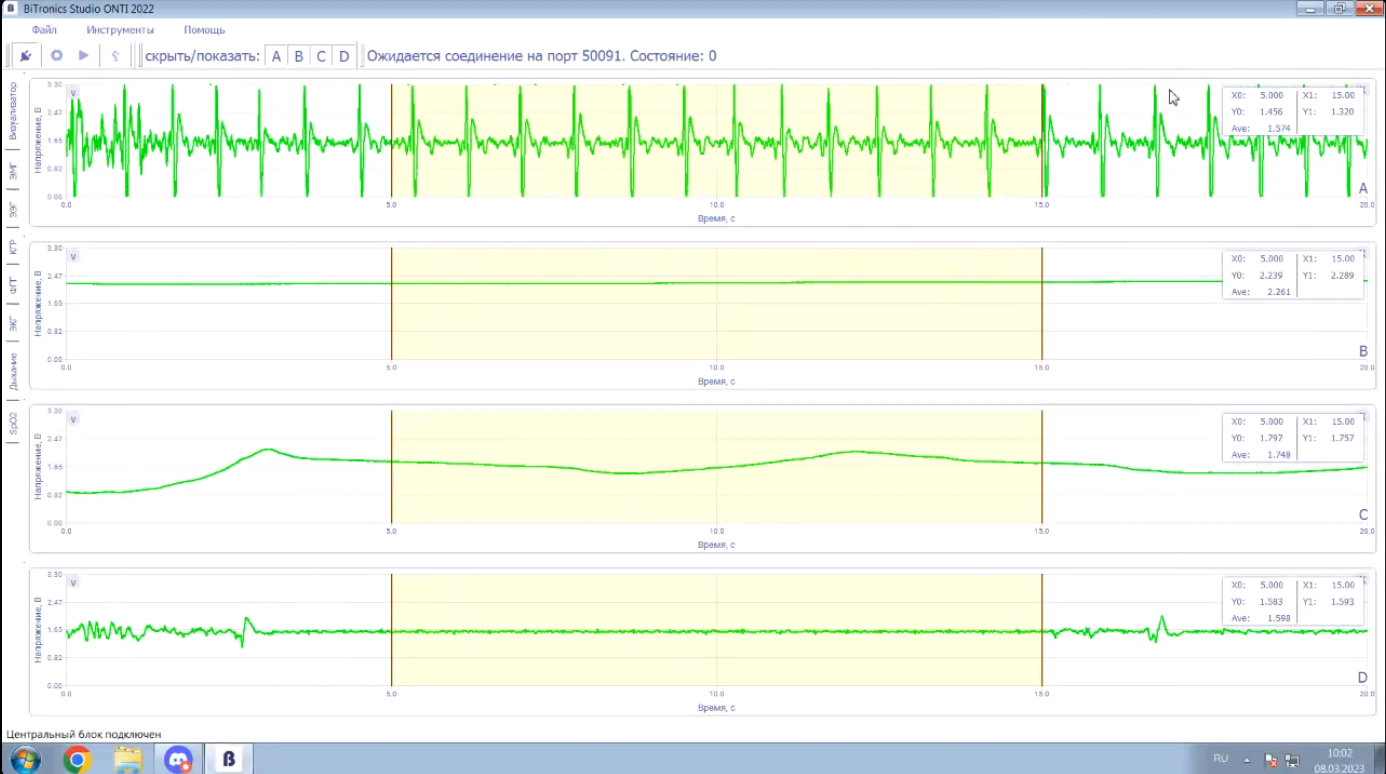 BiTronics Studio ONTI 2022
Файл Инструменты Помощь
скрыть/показать: A B C D Ожидается соединение на порт 50091. Состояние: 0
Визуализатор
ЭМГ
ЭЭГ
КГР
ФПГ
ЭКГ
Дыхание
SpO2
Напряжение, В
3.30
2.47
1.65
0.82
0.00
v
X0: 5.000 X1: 15.00
Y0: 1.456 Y1: 1.320
Ave: 1.574
A
0.0 5.0 10.0 15.0 20.0
Время, с
Напряжение, В
3.30
2.47
1.65
0.82
0.00
v
X0: 5.000 X1: 15.00
Y0: 2.239 Y1: 2.289
Ave: 2.261
B
0.0 5.0 10.0 15.0 20.0
Время, с
Напряжение, В
3.30
2.47
1.65
0.82
0.00
v
X0: 5.000 X1: 15.00
Y0: 1.797 Y1: 1.757
Ave: 1.748
C
0.0 5.0 10.0 15.0 20.0
Время, с
Напряжение, В
3.30
2.47
1.65
0.82
0.00
v
X0: 5.000 X1: 15.00
Y0: 1.583 Y1: 1.593
Ave: 1.598
D
0.0 5.0 10.0 15.0 20.0
Время, с
Центральный блок подключен
RU
10:02
08.03.2023